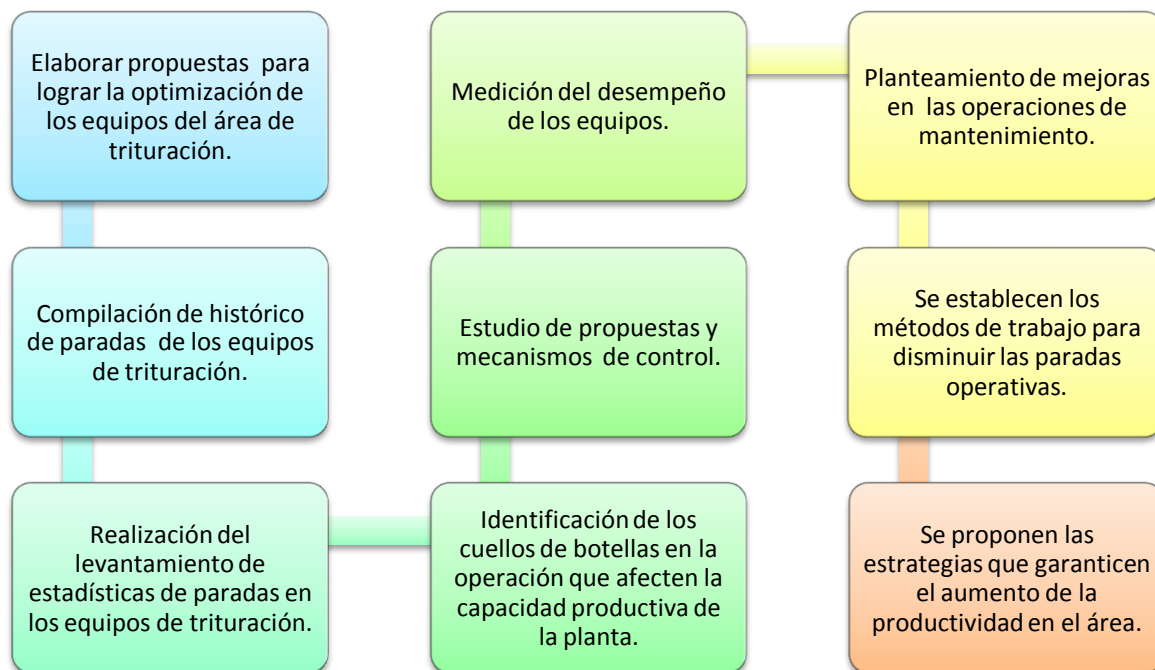 Elaborar propuestas para
lograr la optimización de
los equipos del área de
trituración.
Compilación de histórico
de paradas de los equipos
de trituración.
Realización del
levantamiento de
estadísticas de paradas en
los equipos de trituración.
Identificación de los
cuellos de botellas en la
operación que afecten la
capacidad productiva de
la planta.
Estudio de propuestas y
mecanismos de control.
Medición del desempeño
de los equipos.
Planteamiento de mejoras
en las operaciones de
mantenimiento.
Se establecen los
métodos de trabajo para
disminuir las paradas
operativas.
Se proponen las
estrategias que garanticen
el aumento de la
productividad en el área.